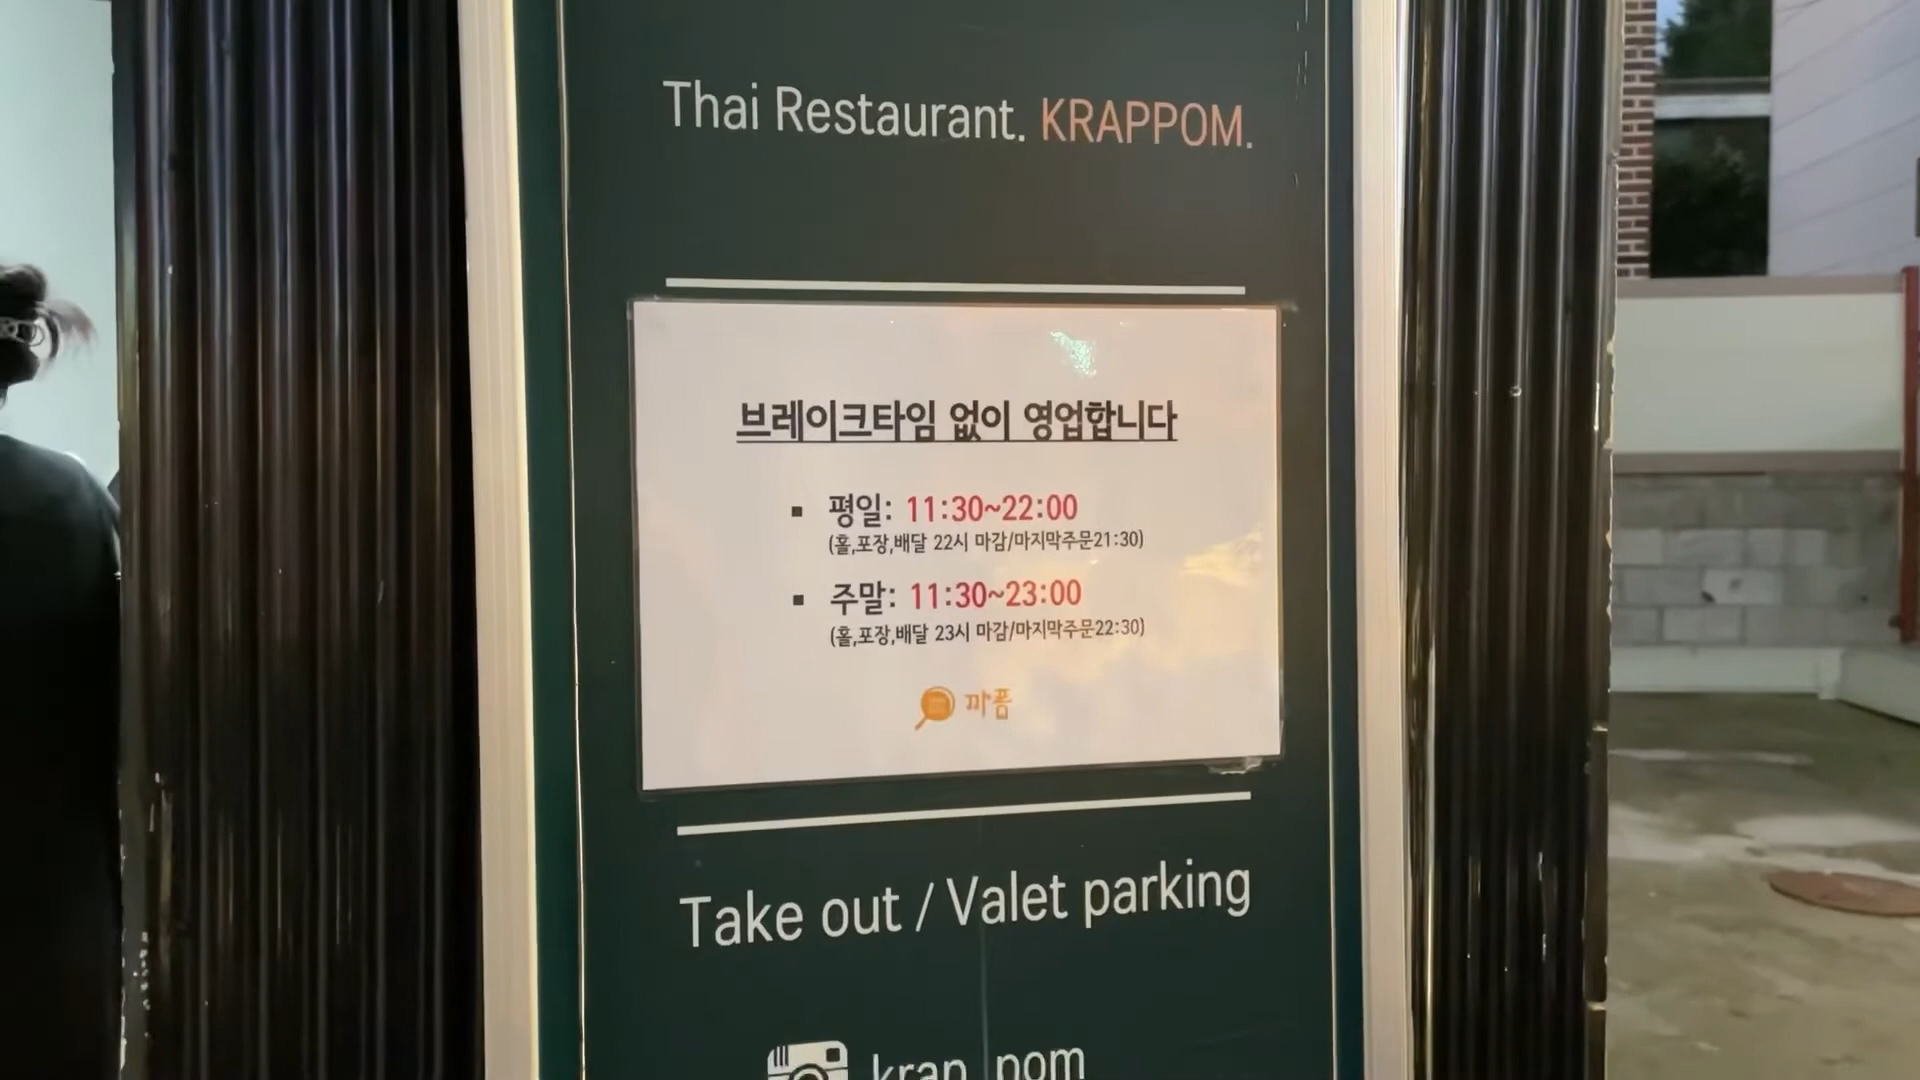 Thai Restaurant. KRAPPOM.
브레이크타임 없이 영업합니다
▪ 평일: 11:30~22:00
(홀,포장,배달 22시 마감/마지막주문21:30)
▪ 주말: 11:30~23:00
(홀,포장,배달 23시 마감/마지막주문22:30)
까폼
Take out / Valet parking
krap_pom